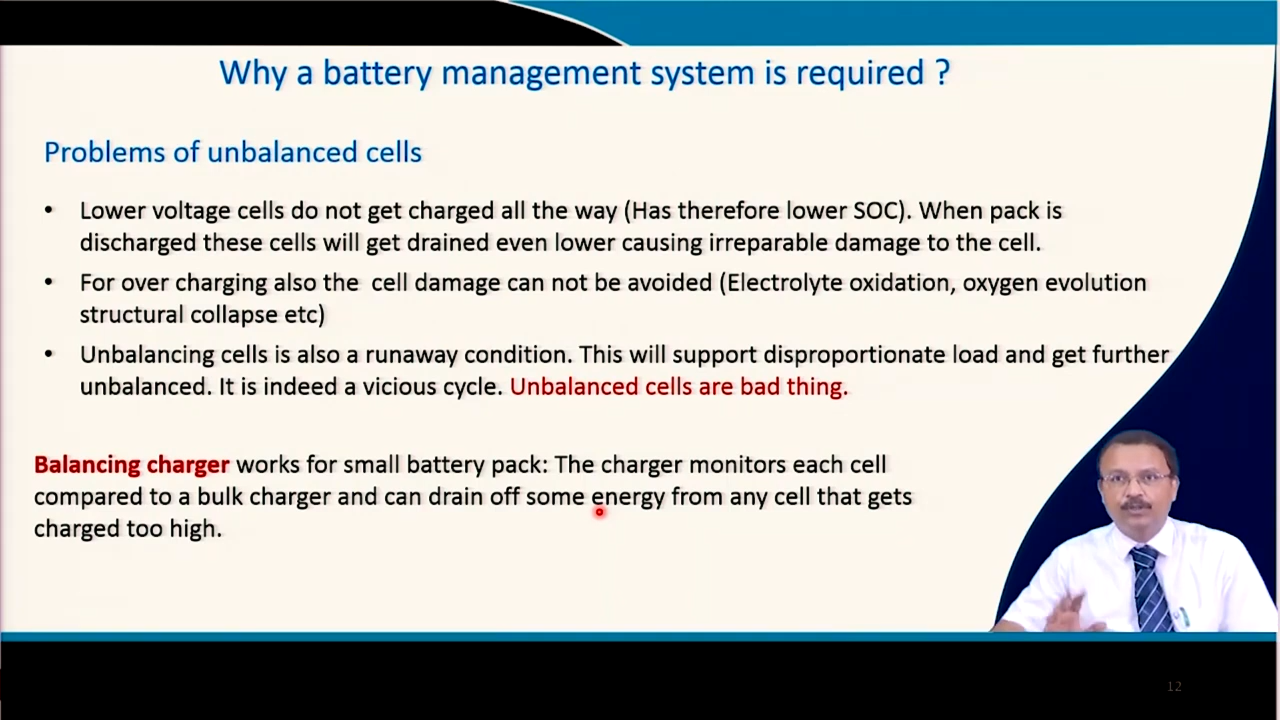 Why a battery management system is required ?
Problems of unbalanced cells
• Lower voltage cells do not get charged all the way (Has therefore lower SOC). When pack is
discharged these cells will get drained even lower causing irreparable damage to the cell.
• For over charging also the cell damage can not be avoided (Electrolyte oxidation, oxygen evolution
structural collapse etc)
• Unbalancing cells is also a runaway condition. This will support disproportionate load and get further
unbalanced. It is indeed a vicious cycle. Unbalanced cells are bad thing.
Balancing charger works for small battery pack: The charger monitors each cell
compared to a bulk charger and can drain off some energy from any cell that gets
charged too high.
12